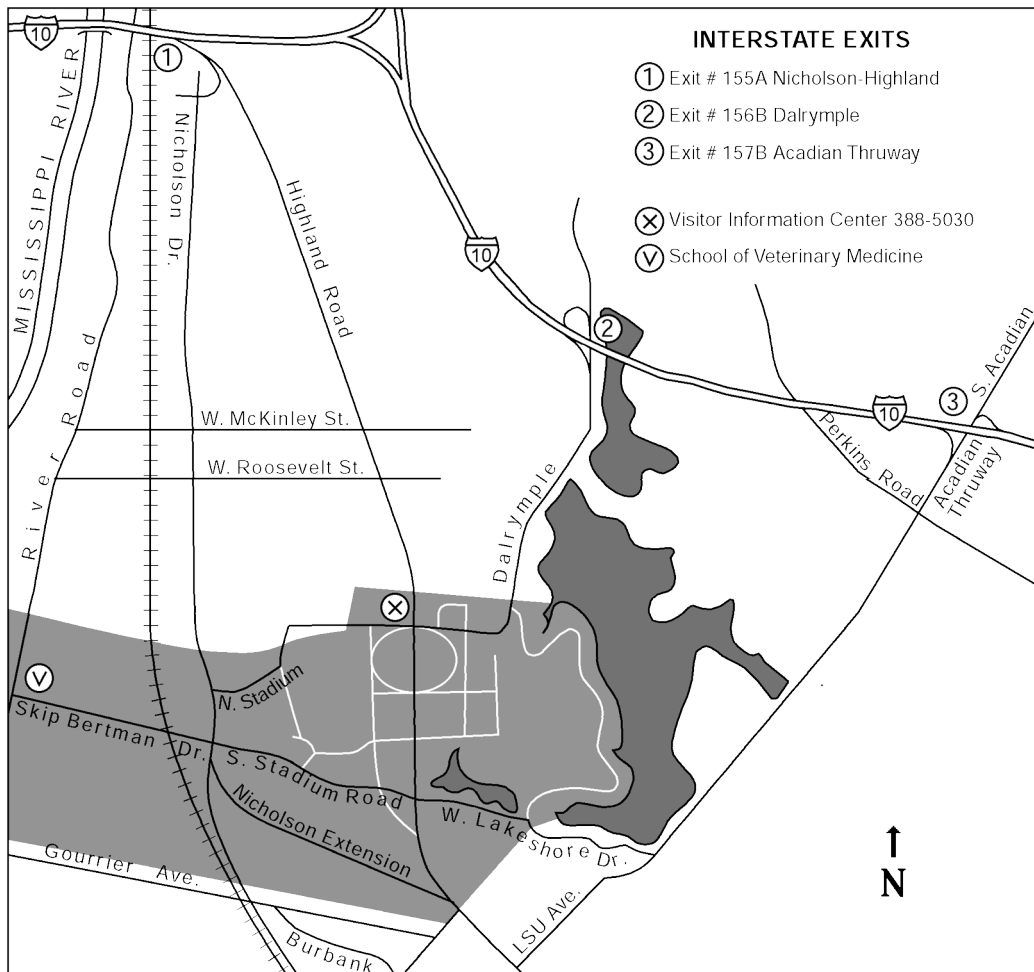 INTERSTATE EXITS
1 Exit # 155A Nicholson-Highland
2 Exit # 156B Dalrymple
3 Exit # 157B Acadian Thruway
X Visitor Information Center 388-5030
V School of Veterinary Medicine
10
1
MISSISSIPPI RIVER
Nicholson Dr.
Highland Road
10
2
S. Acadian
River Road
W. McKinley St.
10
3
Perkins Road
Acadian
Thruway
W. Roosevelt St.
Dalrymple
X
V
N. Stadium
Skip Bertman Dr.
S. Stadium Road
W. Lakeshore Dr.
Nicholson Extension
Gourrier Ave.
LSU Ave.
Burbank
N